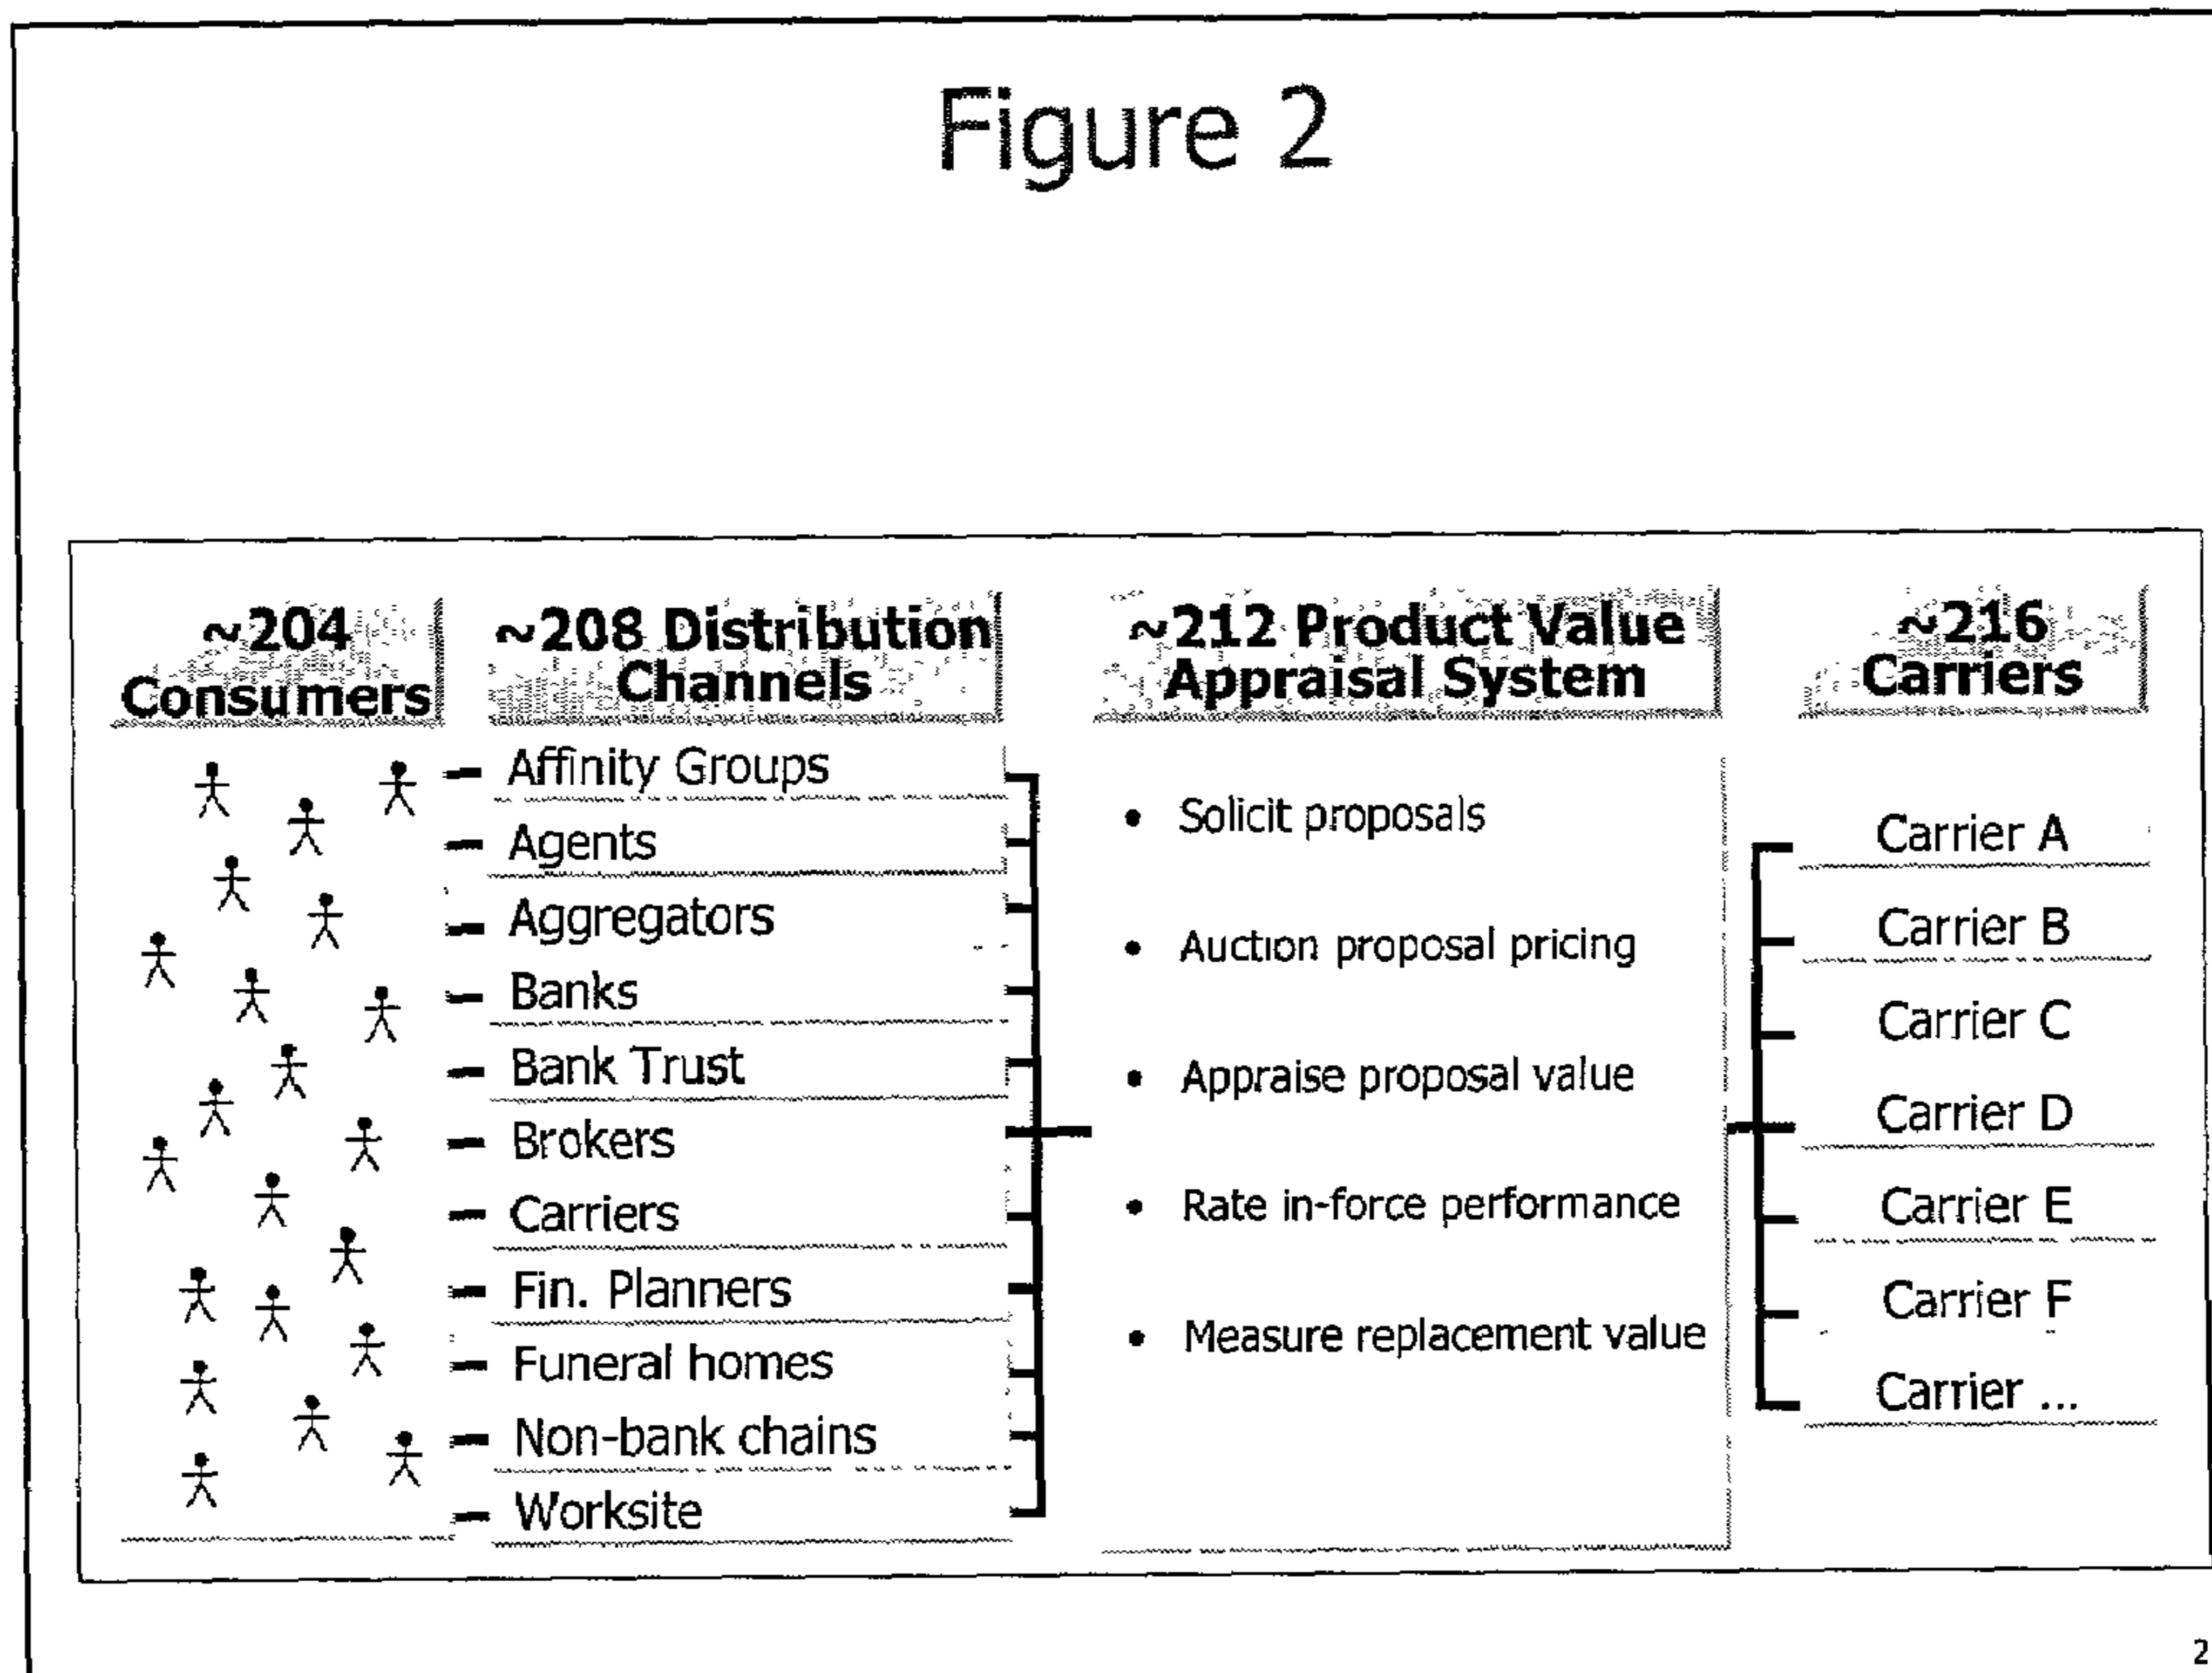 Figure 2
~204
Consumers
~208 Distribution
Channels
~212 Product Value
Appraisal System
~216
Carriers
Affinity Groups
Agents
Aggregators
Banks
Bank Trust
Brokers
Carriers
Fin. Planners
Funeral homes
Non-bank chains
Worksite
• Solicit proposals
• Auction proposal pricing
• Appraise proposal value
• Rate in-force performance
• Measure replacement value
Carrier A
Carrier B
Carrier C
Carrier D
Carrier E
Carrier F
Carrier ...
2